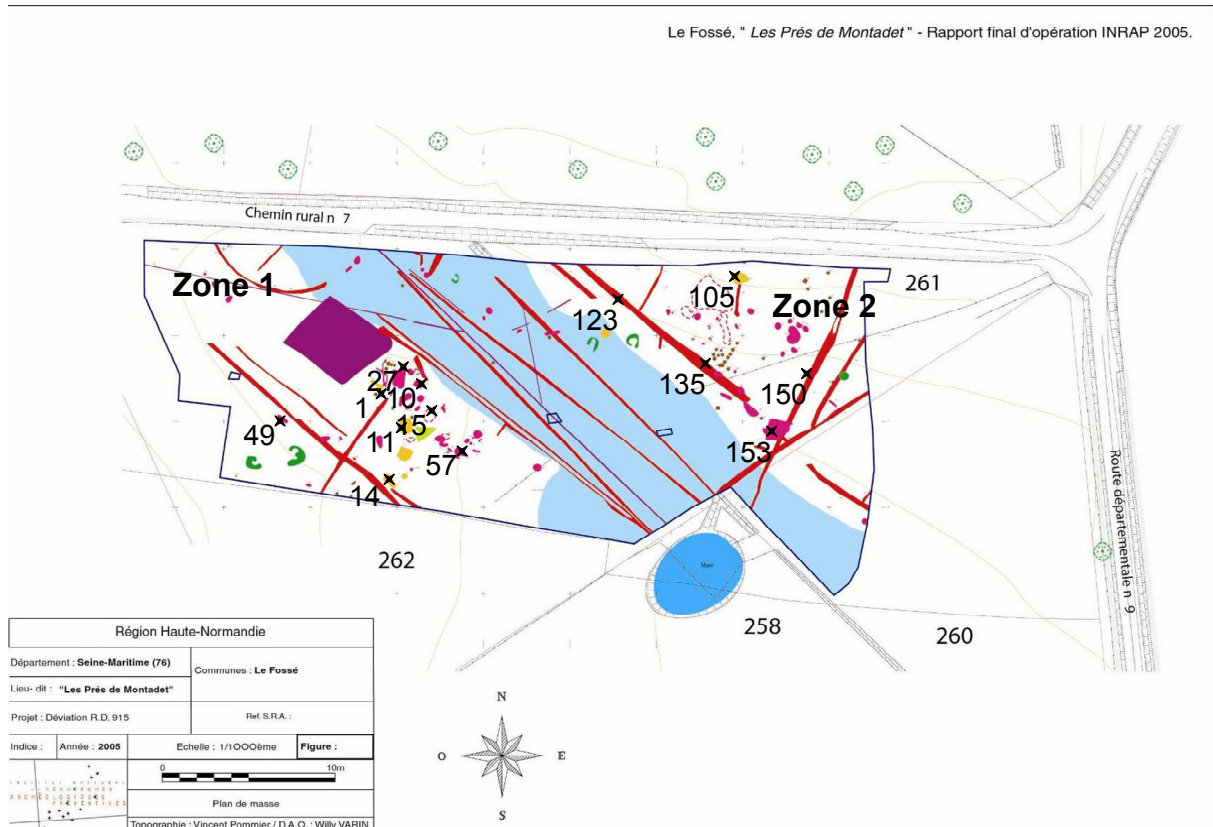 Le Fossé, " Les Prés de Montadet" - Rapport final d'opération INRAP 2005.
Chemin rural n 7
Zone 1
Zone 2
261
105
123
135
150
153
27
10
1
15
11
49
57
14
262
258
260
Mare
Route départementale n 9
Région Haute-Normandie
Département : Seine-Maritime (76)
Communes : Le Fossé
Lieu- dit : "Les Prés de Montadet"
Projet : Déviation R.D. 915
Ref. S.R.A. :
Indice :
Année : 2005
Echelle : 1/1000ème
Figure :
0
10m
Plan de masse
Topographie : Vincent Pommier / D.A.O. : Willy VARIN
N
O
E
S